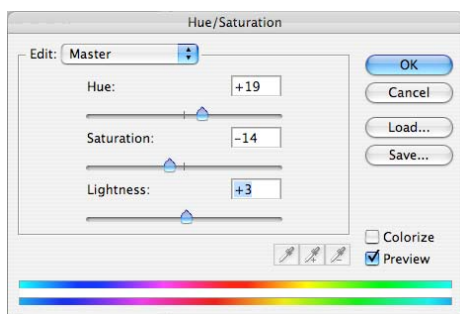 Hue/Saturation
Edit: Master
OK
Hue: +19
Cancel
Load...
Saturation: -14
Save...
Lightness: +3
Colorize
Preview